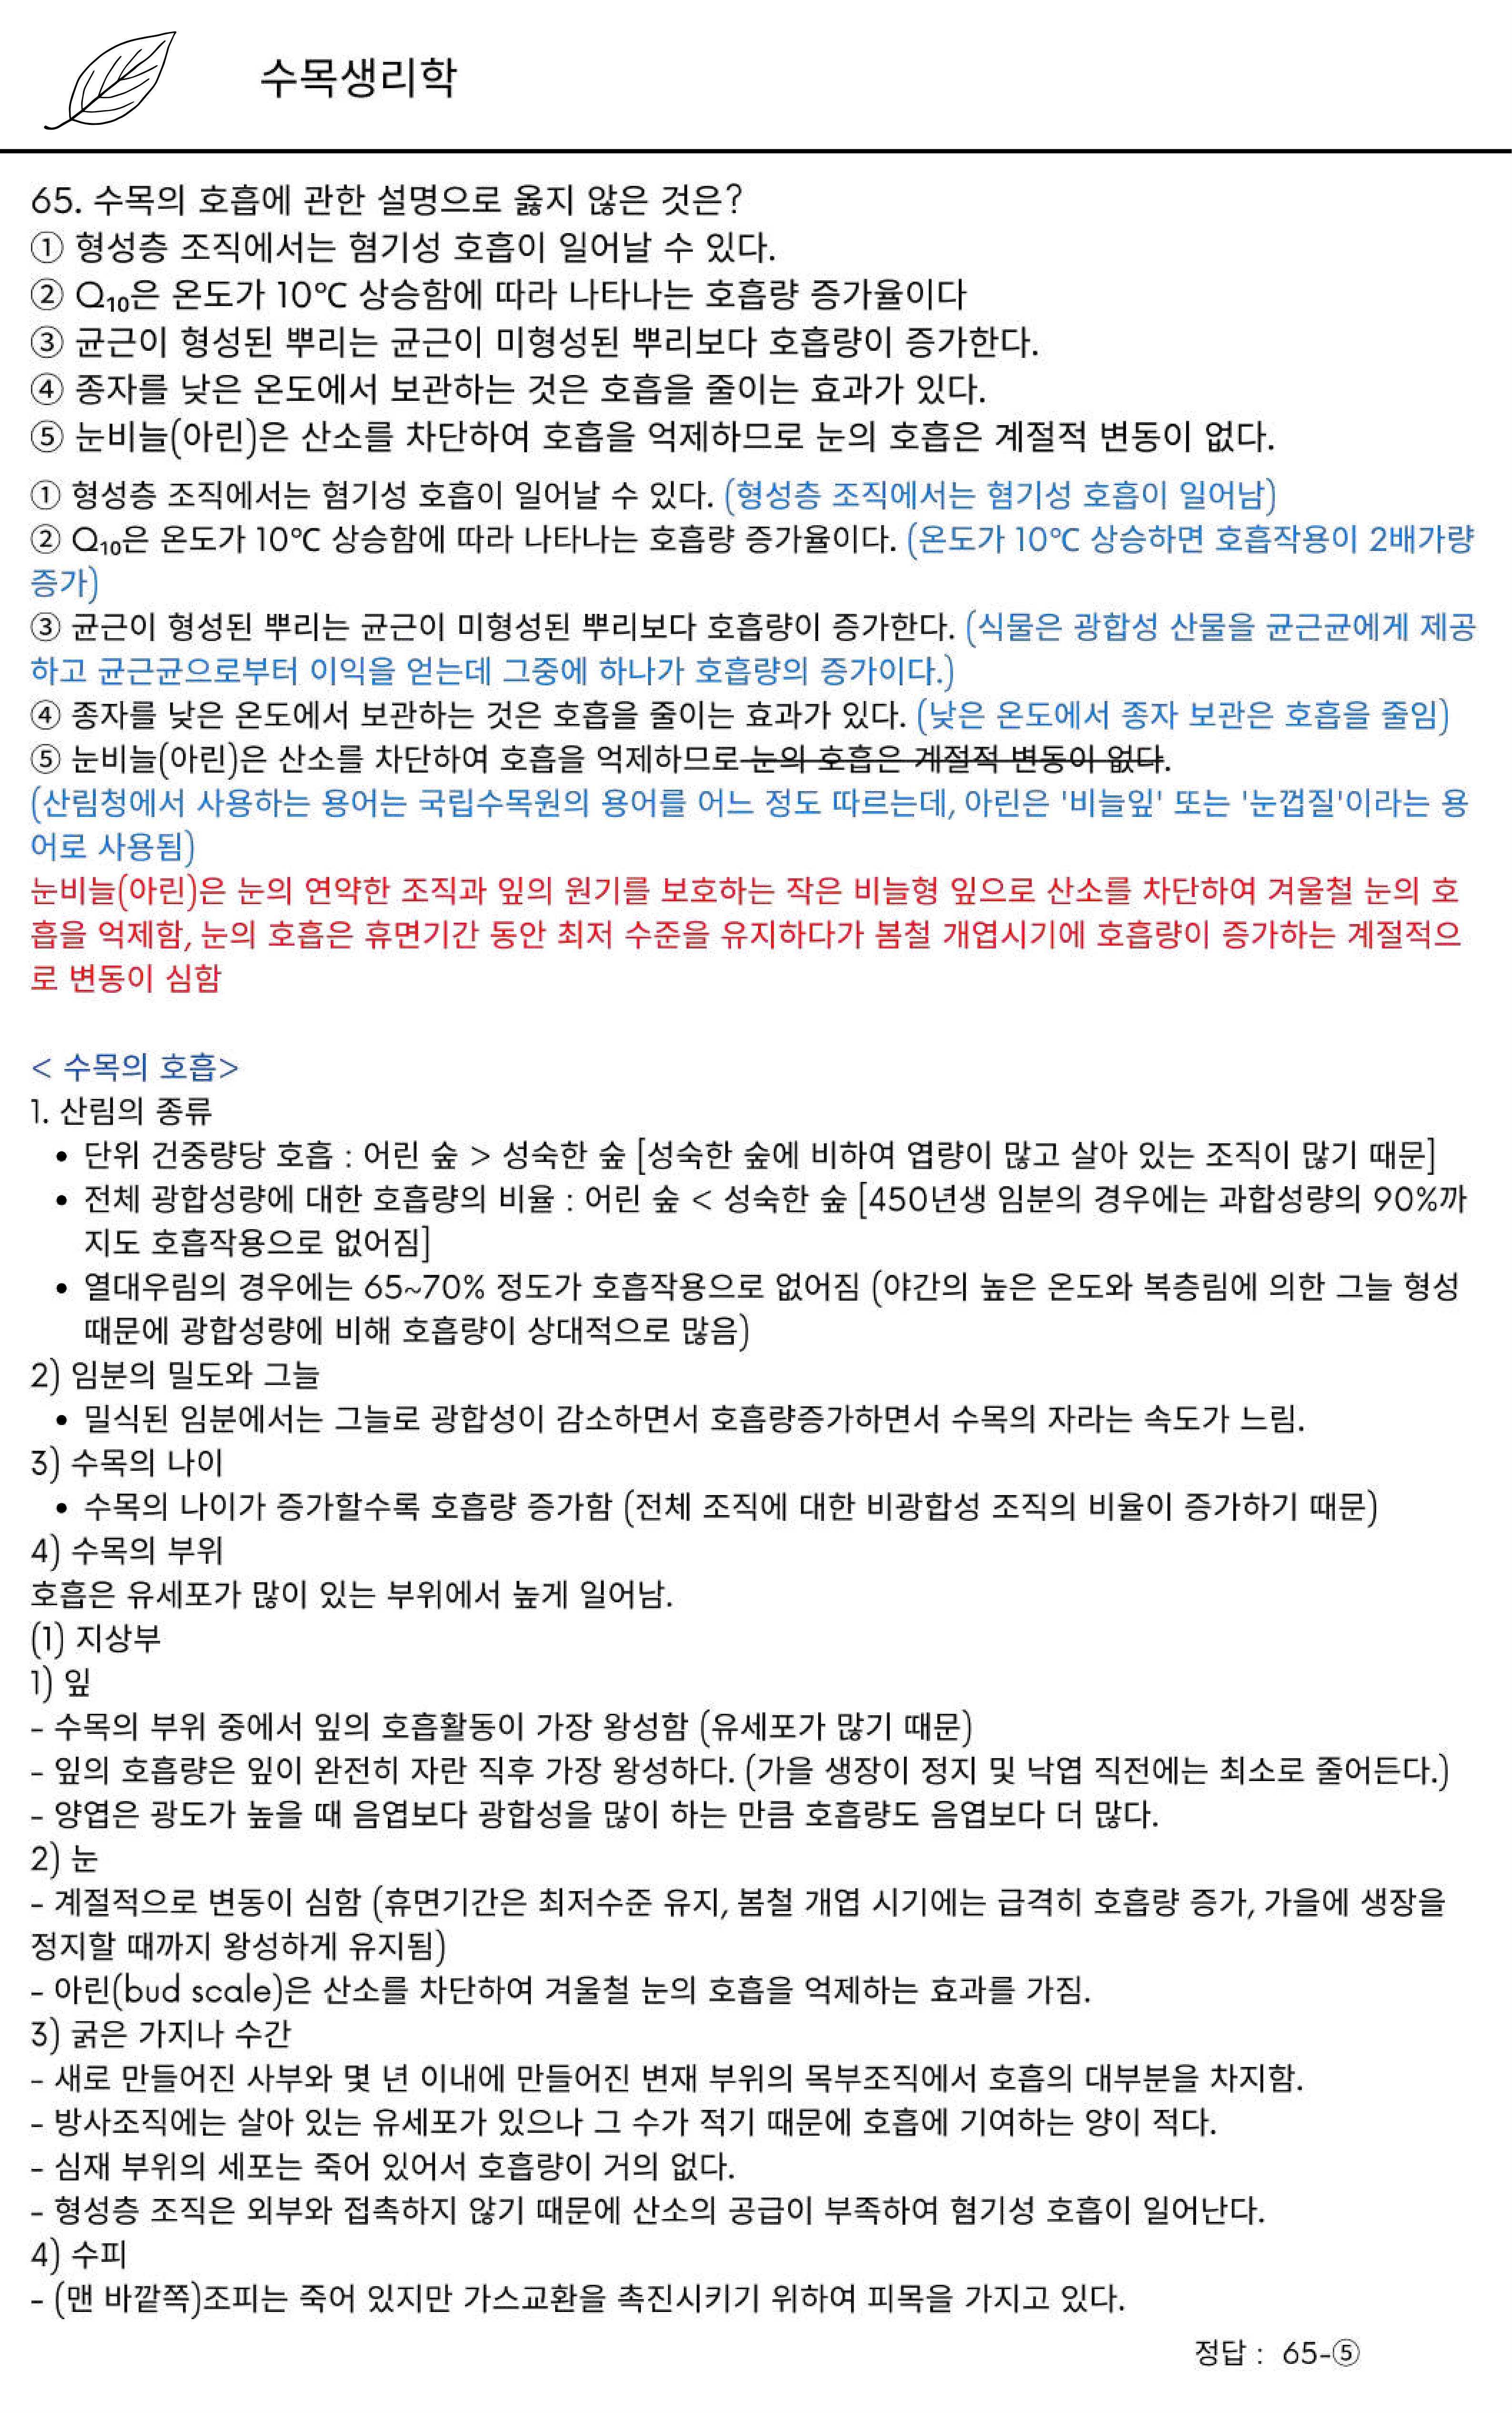 수목생리학
65. 수목의 호흡에 관한 설명으로 옳지 않은 것은?
① 형성층 조직에서는 혐기성 호흡이 일어날 수 있다.
② Q₁₀은 온도가 10℃ 상승함에 따라 나타나는 호흡량 증가율이다
③ 균근이 형성된 뿌리는 균근이 미형성된 뿌리보다 호흡량이 증가한다.
④ 종자를 낮은 온도에서 보관하는 것은 호흡을 줄이는 효과가 있다.
⑤ 눈비늘(아린)은 산소를 차단하여 호흡을 억제하므로 눈의 호흡은 계절적 변동이 없다.
① 형성층 조직에서는 혐기성 호흡이 일어날 수 있다. (형성층 조직에서는 혐기성 호흡이 일어남)
② Q₁₀은 온도가 10℃ 상승함에 따라 나타나는 호흡량 증가율이다. (온도가 10℃ 상승하면 호흡작용이 2배가량
증가)
③ 균근이 형성된 뿌리는 균근이 미형성된 뿌리보다 호흡량이 증가한다. (식물은 광합성 산물을 균근균에게 제공
하고 균근균으로부터 이익을 얻는데 그중에 하나가 호흡량의 증가이다.)
④ 종자를 낮은 온도에서 보관하는 것은 호흡을 줄이는 효과가 있다. (낮은 온도에서 종자 보관은 호흡을 줄임)
⑤ 눈비늘(아린)은 산소를 차단하여 호흡을 억제하므로 눈의 호흡은 계절적 변동이 없다.
(산림청에서 사용하는 용어는 국립수목원의 용어를 어느 정도 따르는데, 아린은 '비늘잎' 또는 '눈껍질'이라는 용
어로 사용됨)
눈비늘(아린)은 눈의 연약한 조직과 잎의 원기를 보호하는 작은 비늘형 잎으로 산소를 차단하여 겨울철 눈의 호
흡을 억제함, 눈의 호흡은 휴면기간 동안 최저 수준을 유지하다가 봄철 개엽시기에 호흡량이 증가하는 계절적으
로 변동이 심함
< 수목의 호흡>
1. 산림의 종류
• 단위 건중량당 호흡 : 어린 숲 > 성숙한 숲 [성숙한 숲에 비하여 엽량이 많고 살아 있는 조직이 많기 때문]
• 전체 광합성량에 대한 호흡량의 비율 : 어린 숲 < 성숙한 숲 [450년생 임분의 경우에는 과합성량의 90%까
지도 호흡작용으로 없어짐]
• 열대우림의 경우에는 65~70% 정도가 호흡작용으로 없어짐 (야간의 높은 온도와 복층림에 의한 그늘 형성
때문에 광합성량에 비해 호흡량이 상대적으로 많음)
2) 임분의 밀도와 그늘
• 밀식된 임분에서는 그늘로 광합성이 감소하면서 호흡량증가하면서 수목의 자라는 속도가 느림.
3) 수목의 나이
• 수목의 나이가 증가할수록 호흡량 증가함 (전체 조직에 대한 비광합성 조직의 비율이 증가하기 때문)
4) 수목의 부위
호흡은 유세포가 많이 있는 부위에서 높게 일어남.
(1) 지상부
1) 잎
- 수목의 부위 중에서 잎의 호흡활동이 가장 왕성함 (유세포가 많기 때문)
- 잎의 호흡량은 잎이 완전히 자란 직후 가장 왕성하다. (가을 생장이 정지 및 낙엽 직전에는 최소로 줄어든다.)
- 양엽은 광도가 높을 때 음엽보다 광합성을 많이 하는 만큼 호흡량도 음엽보다 더 많다.
2) 눈
- 계절적으로 변동이 심함 (휴면기간은 최저수준 유지, 봄철 개엽 시기에는 급격히 호흡량 증가, 가을에 생장을
정지할 때까지 왕성하게 유지됨)
- 아린(bud scale)은 산소를 차단하여 겨울철 눈의 호흡을 억제하는 효과를 가짐.
3) 굵은 가지나 수간
- 새로 만들어진 사부와 몇 년 이내에 만들어진 변재 부위의 목부조직에서 호흡의 대부분을 차지함.
- 방사조직에는 살아 있는 유세포가 있으나 그 수가 적기 때문에 호흡에 기여하는 양이 적다.
- 심재 부위의 세포는 죽어 있어서 호흡량이 거의 없다.
- 형성층 조직은 외부와 접촉하지 않기 때문에 산소의 공급이 부족하여 혐기성 호흡이 일어난다.
4) 수피
- (맨 바깥쪽)조피는 죽어 있지만 가스교환을 촉진시키기 위하여 피목을 가지고 있다.
정답 : 65-⑤